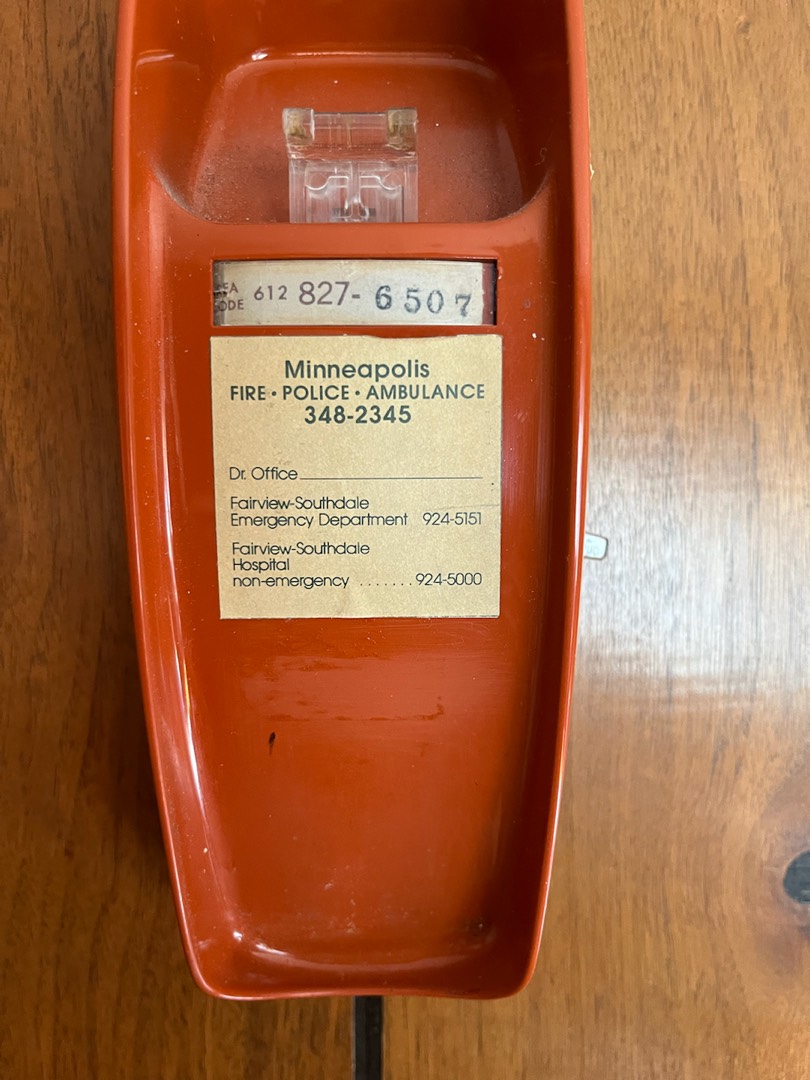 612 827-6507
Minneapolis
FIRE • POLICE • AMBULANCE
348-2345
Dr. Office
Fairview-Southdale
Emergency Department 924-5151
Fairview-Southdale
Hospital
non-emergency .......924-5000